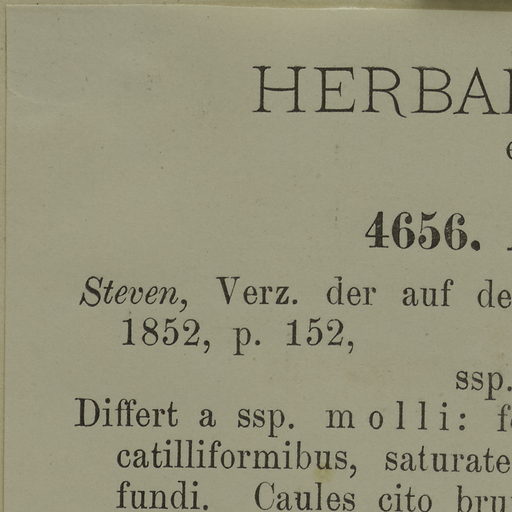 HERBA
4656.
Steven, Verz. der auf de
1852, p. 152,
ssp.
Differt a ssp. molli: f
catilliformibus, saturate
fundi. Caules cito bru